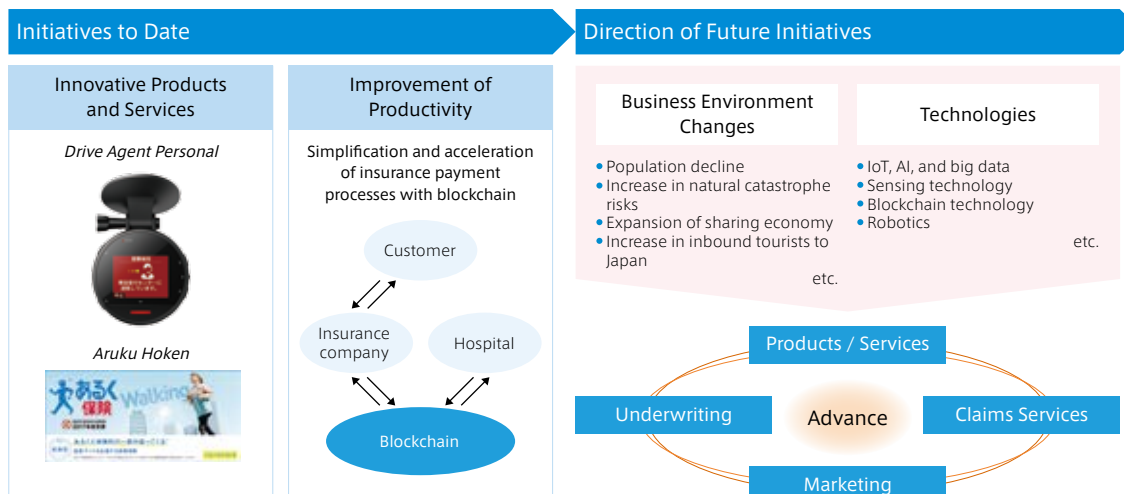 Initiatives to Date
Direction of Future Initiatives
Innovative Products
and Services
Drive Agent Personal
3
Aruku Hoken
あるく
保険
Walking
Improvement of
Productivity
Simplification and acceleration
of insurance payment
processes with blockchain
Customer
Insurance
company
Hospital
Blockchain
Business Environment
Changes
• Population decline
• Increase in natural catastrophe
risks
• Expansion of sharing economy
• Increase in inbound tourists to
Japan
etc.
Technologies
• IoT, AI, and big data
• Sensing technology
• Blockchain technology
• Robotics
etc.
Products / Services
Underwriting
Advance
Claims Services
Marketing